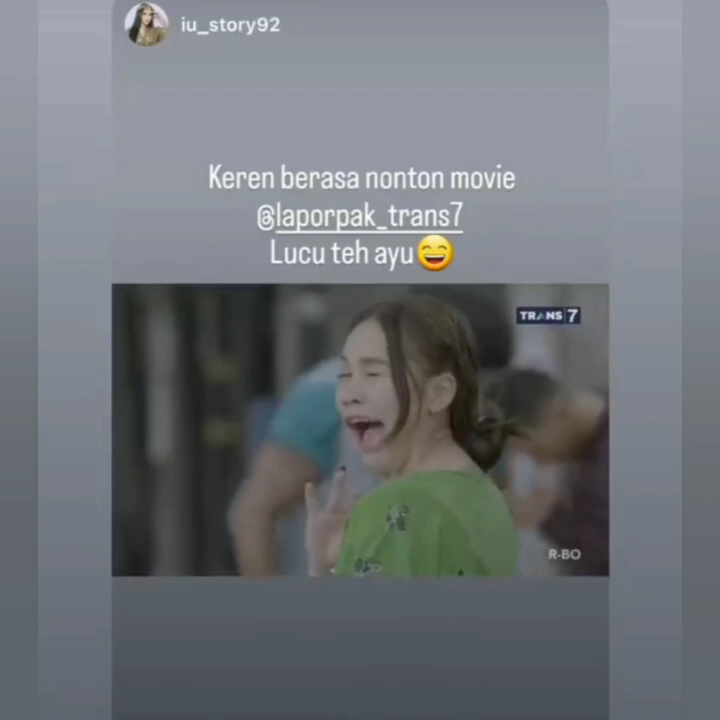 iu_story92
Keren berasa nonton movie
@laporpak_trans7
Lucu teh ayu😄
TRANS 7
R-BO